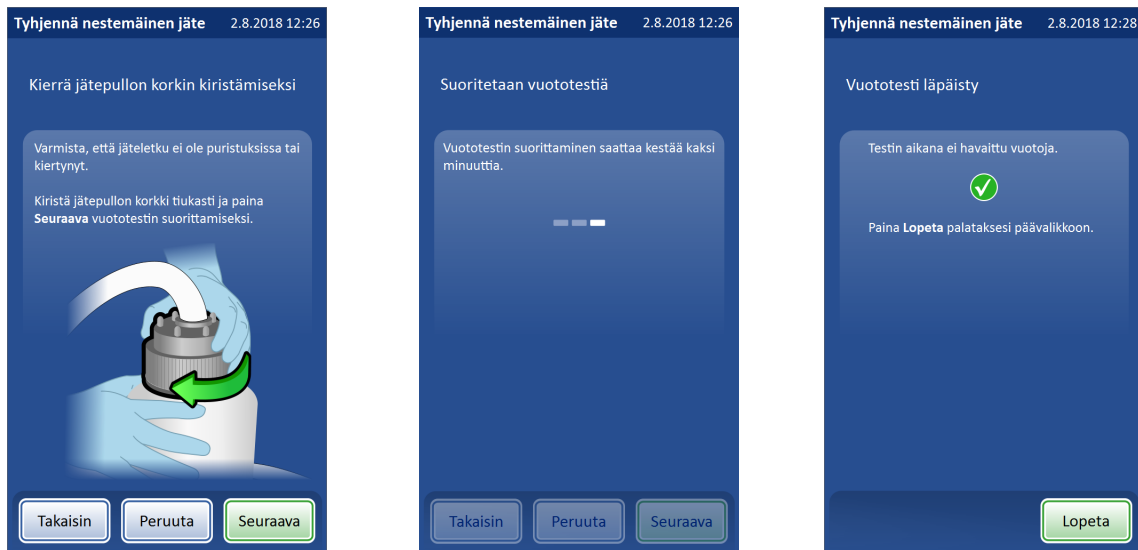 Tyhjennä nestemäinen jäte 2.8.2018 12:26
Kierrä jätepullon korkin kiristämiseksi
Varmista, että jäteletku ei ole puristuksissa tai
kiertynyt.
Kiristä jätepullon korkki tiukasti ja paina
Seuraava vuototestin suorittamiseksi.
Takaisin Peruuta Seuraava
Tyhjennä nestemäinen jäte 2.8.2018 12:26
Suoritetaan vuototestiä
Vuototestin suorittaminen saattaa kestää kaksi
minuuttia.
Takaisin Peruuta Seuraava
Tyhjennä nestemäinen jäte 2.8.2018 12:28
Vuototesti läpäisty
Testin aikana ei havaittu vuotoja.
Paina Lopeta palataksesi päävalikkoon.
Lopeta